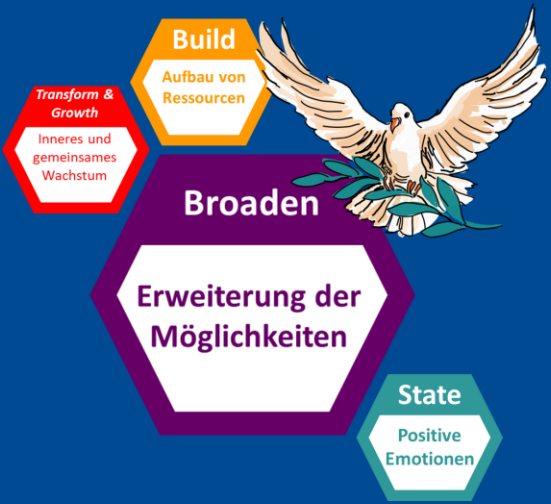 Build
Aufbau von
Ressourcen
Transform &
Growth
Inneres und
gemeinsames
Wachstum
Broaden
Erweiterung der
Möglichkeiten
State
Positive
Emotionen